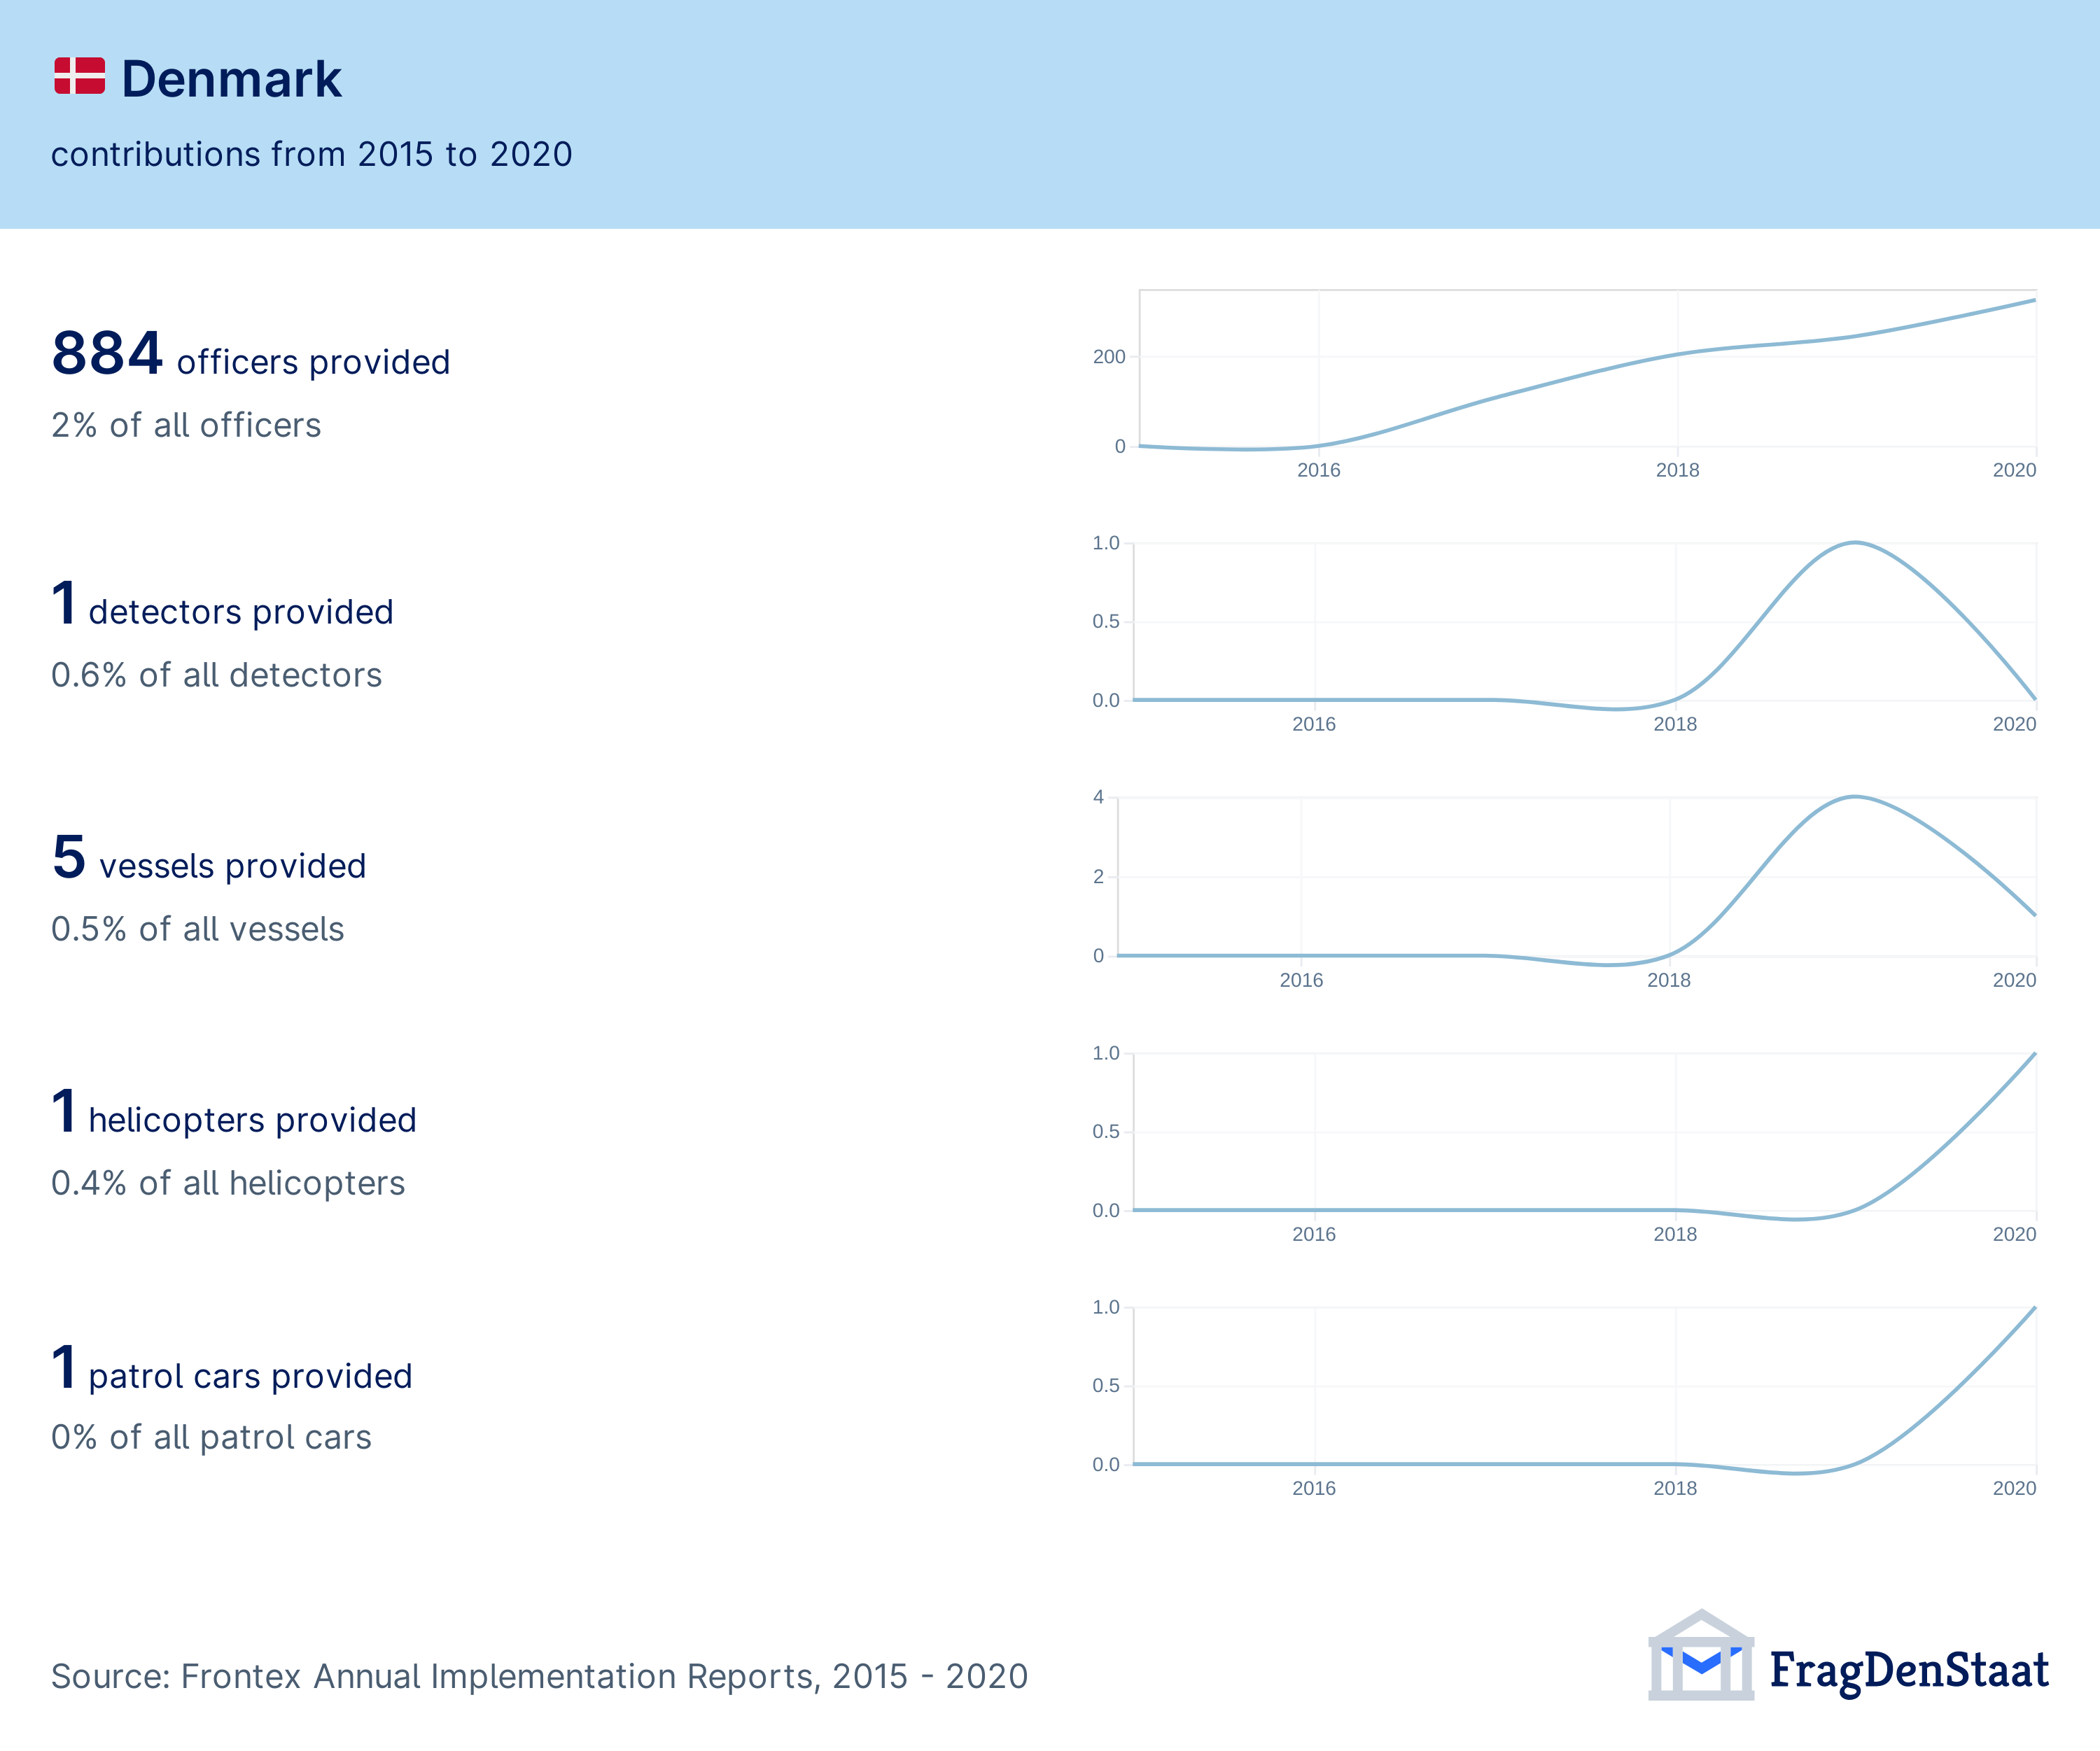 Denmark
contributions from 2015 to 2020
884 officers provided
2% of all officers
200
0
2016 2018 2020
1 detectors provided
0.6% of all detectors
1.0
0.5
0.0
2016 2018 2020
5 vessels provided
0.5% of all vessels
4
2
0
2016 2018 2020
1 helicopters provided
0.4% of all helicopters
1.0
0.5
0.0
2016 2018 2020
1 patrol cars provided
0% of all patrol cars
1.0
0.5
0.0
2016 2018 2020
Source: Frontex Annual Implementation Reports, 2015 - 2020
FragDenStaat